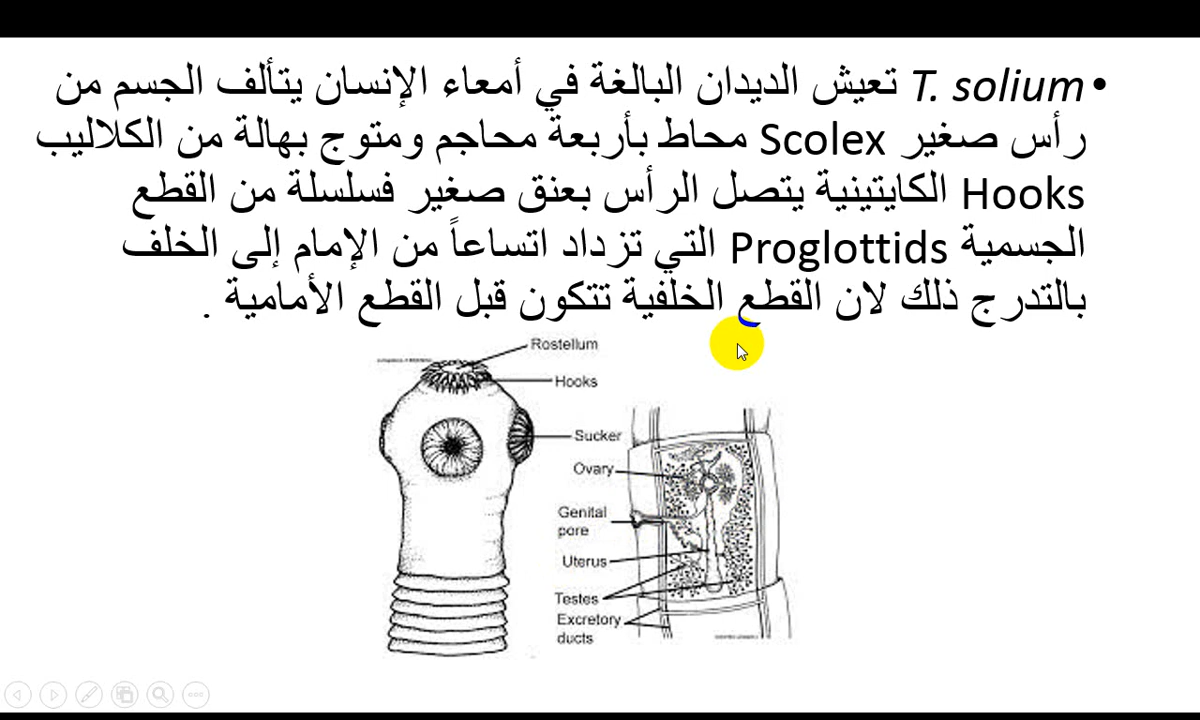 •T. solium تعيش الديدان البالغة في أمعاء الإنسان يتألف الجسم من
رأس صغير Scolex محاط بأربعة محاجم ومتوج بهالة من الكلاليب
Hooks الكايتينية يتصل الرأس بعنق صغير فسلسلة من القطع
الجسمية Proglottids التي تزداد اتساعاً من الإمام إلى الخلف
بالتدرج ذلك لان القطع الخلفية تتكون قبل القطع الأمامية .
Rostellum
Hooks
Sucker
Ovary
Genital
pore
Uterus
Testes
Excretory
ducts